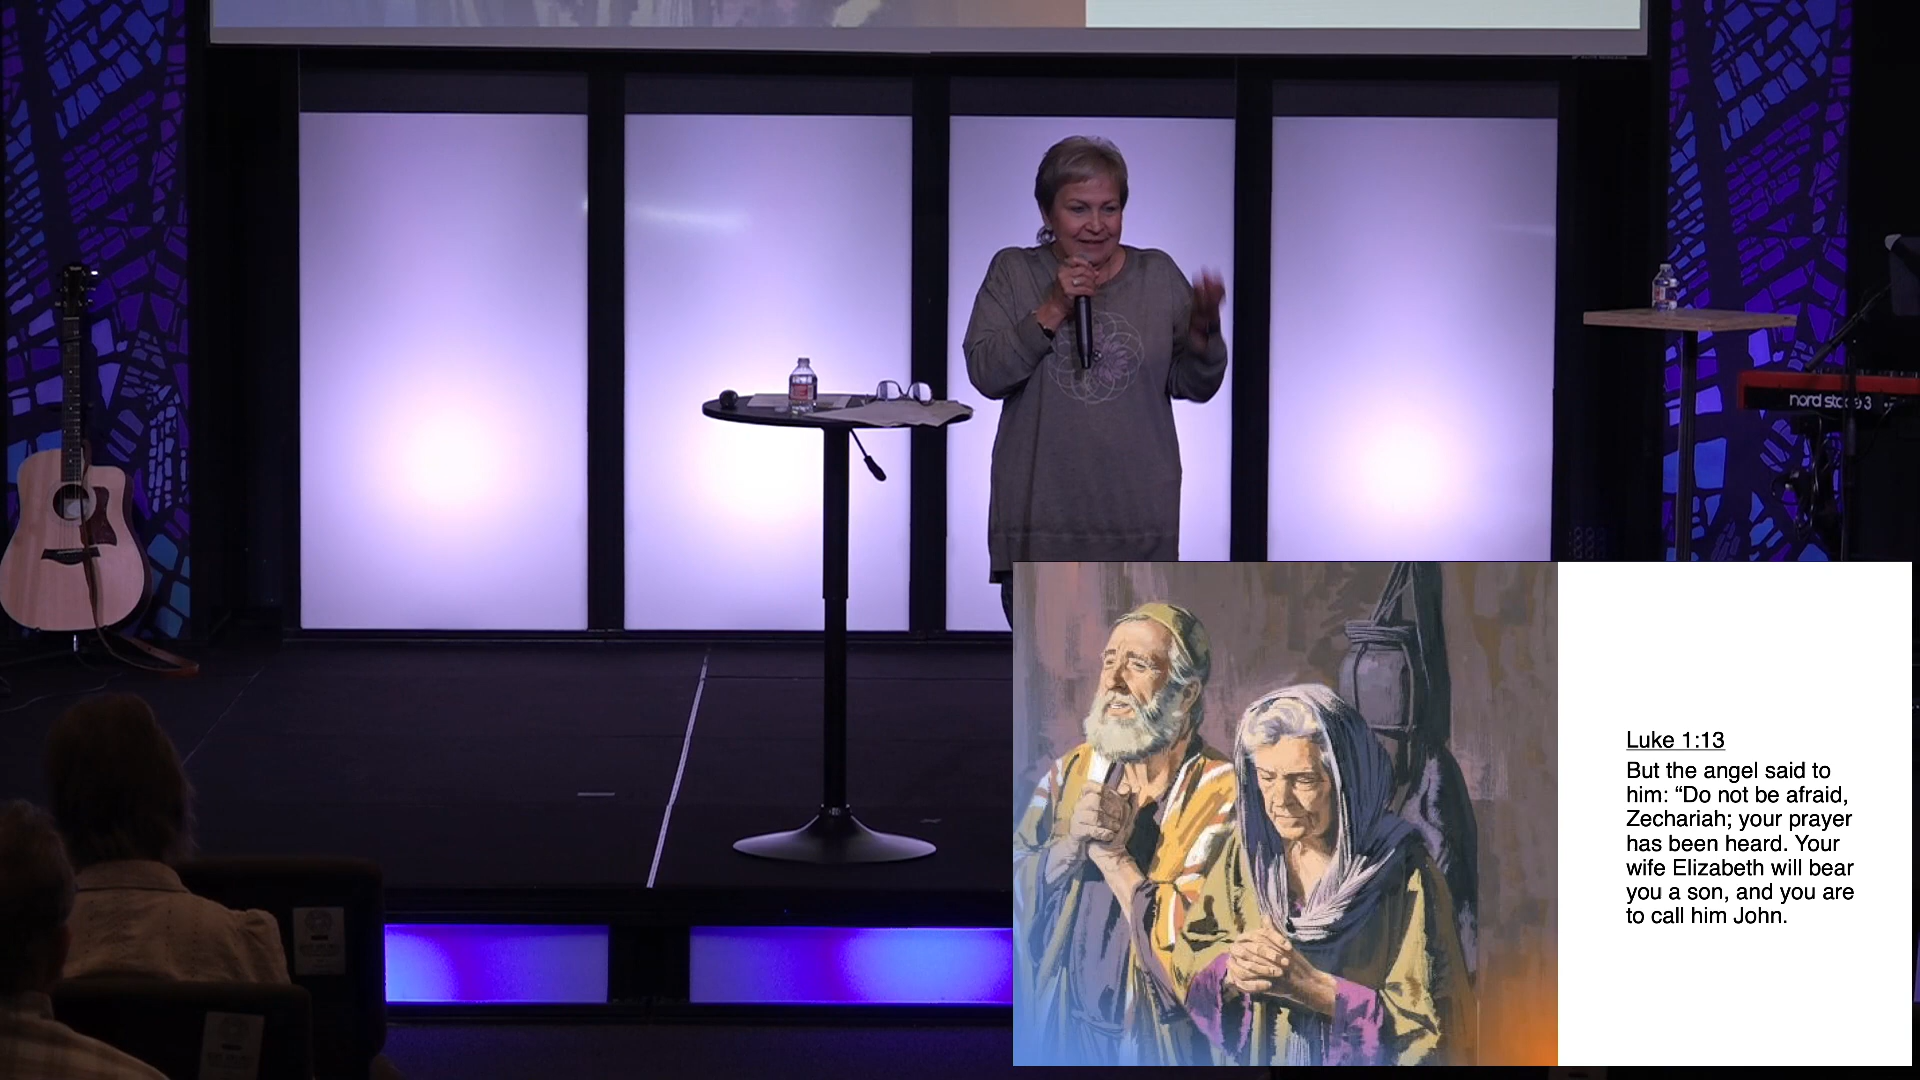 nord stage 3
Luke 1:13
But the angel said to
him: “Do not be afraid,
Zechariah; your prayer
has been heard. Your
wife Elizabeth will bear
you a son, and you are
to call him John.